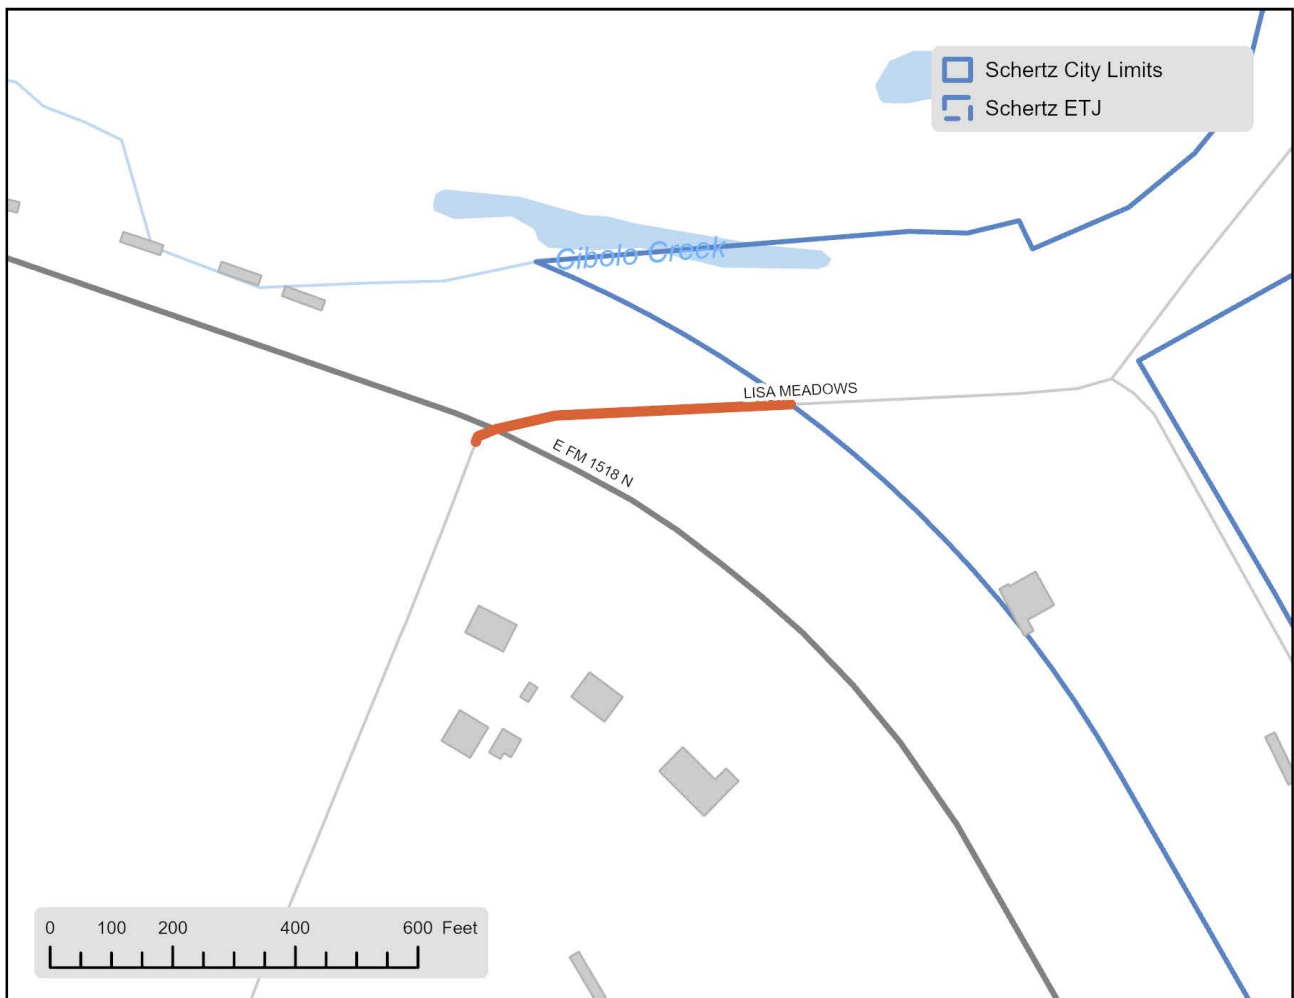 Schertz City Limits
Schertz ETJ
Cibolo Creek
LISA MEADOWS
E FM 1518 N
0 100 200 400 600 Feet